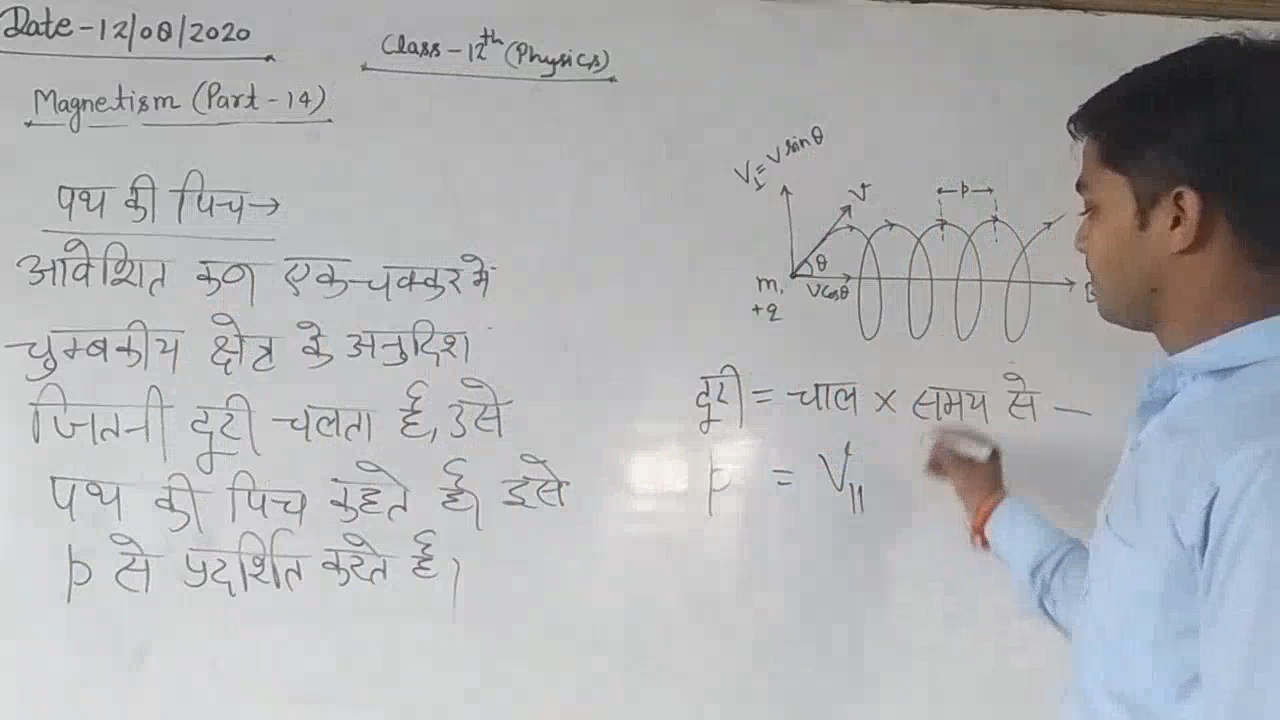 Date - 12/08/2020
Class - 12th (Physics)
Magnetism (Part - 14)
पथ की पिच →
आवेशित कण एक चक्कर में
चुम्बकीय क्षेत्र के अनुदिश
जितनी दूरी चलता है, उसे
पथ की पिच कहते हैं। इसे
p से प्रदर्शित करते हैं।
V⊥ = v sinθ
v
p
θ
m,
+q
vcosθ
दूरी = चाल × समय से —
p = V||